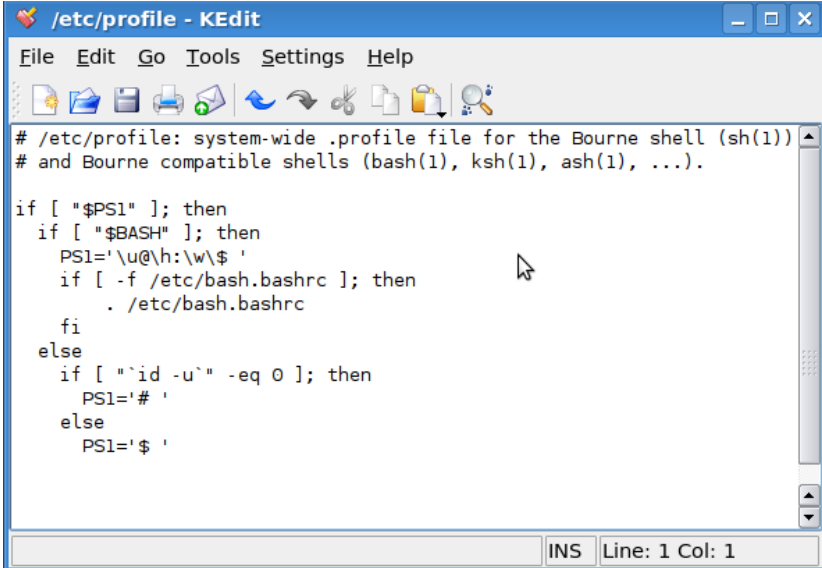 /etc/profile - KEdit
File Edit Go Tools Settings Help
# /etc/profile: system-wide .profile file for the Bourne shell (sh(1))
# and Bourne compatible shells (bash(1), ksh(1), ash(1), ...).

if [ "$PS1" ]; then
  if [ "$BASH" ]; then
    PS1='\u@\h:\w\$ '
    if [ -f /etc/bash.bashrc ]; then
        . /etc/bash.bashrc
    fi
  else
    if [ "`id -u`" -eq 0 ]; then
      PS1='# '
    else
      PS1='$ '
INS Line: 1 Col: 1